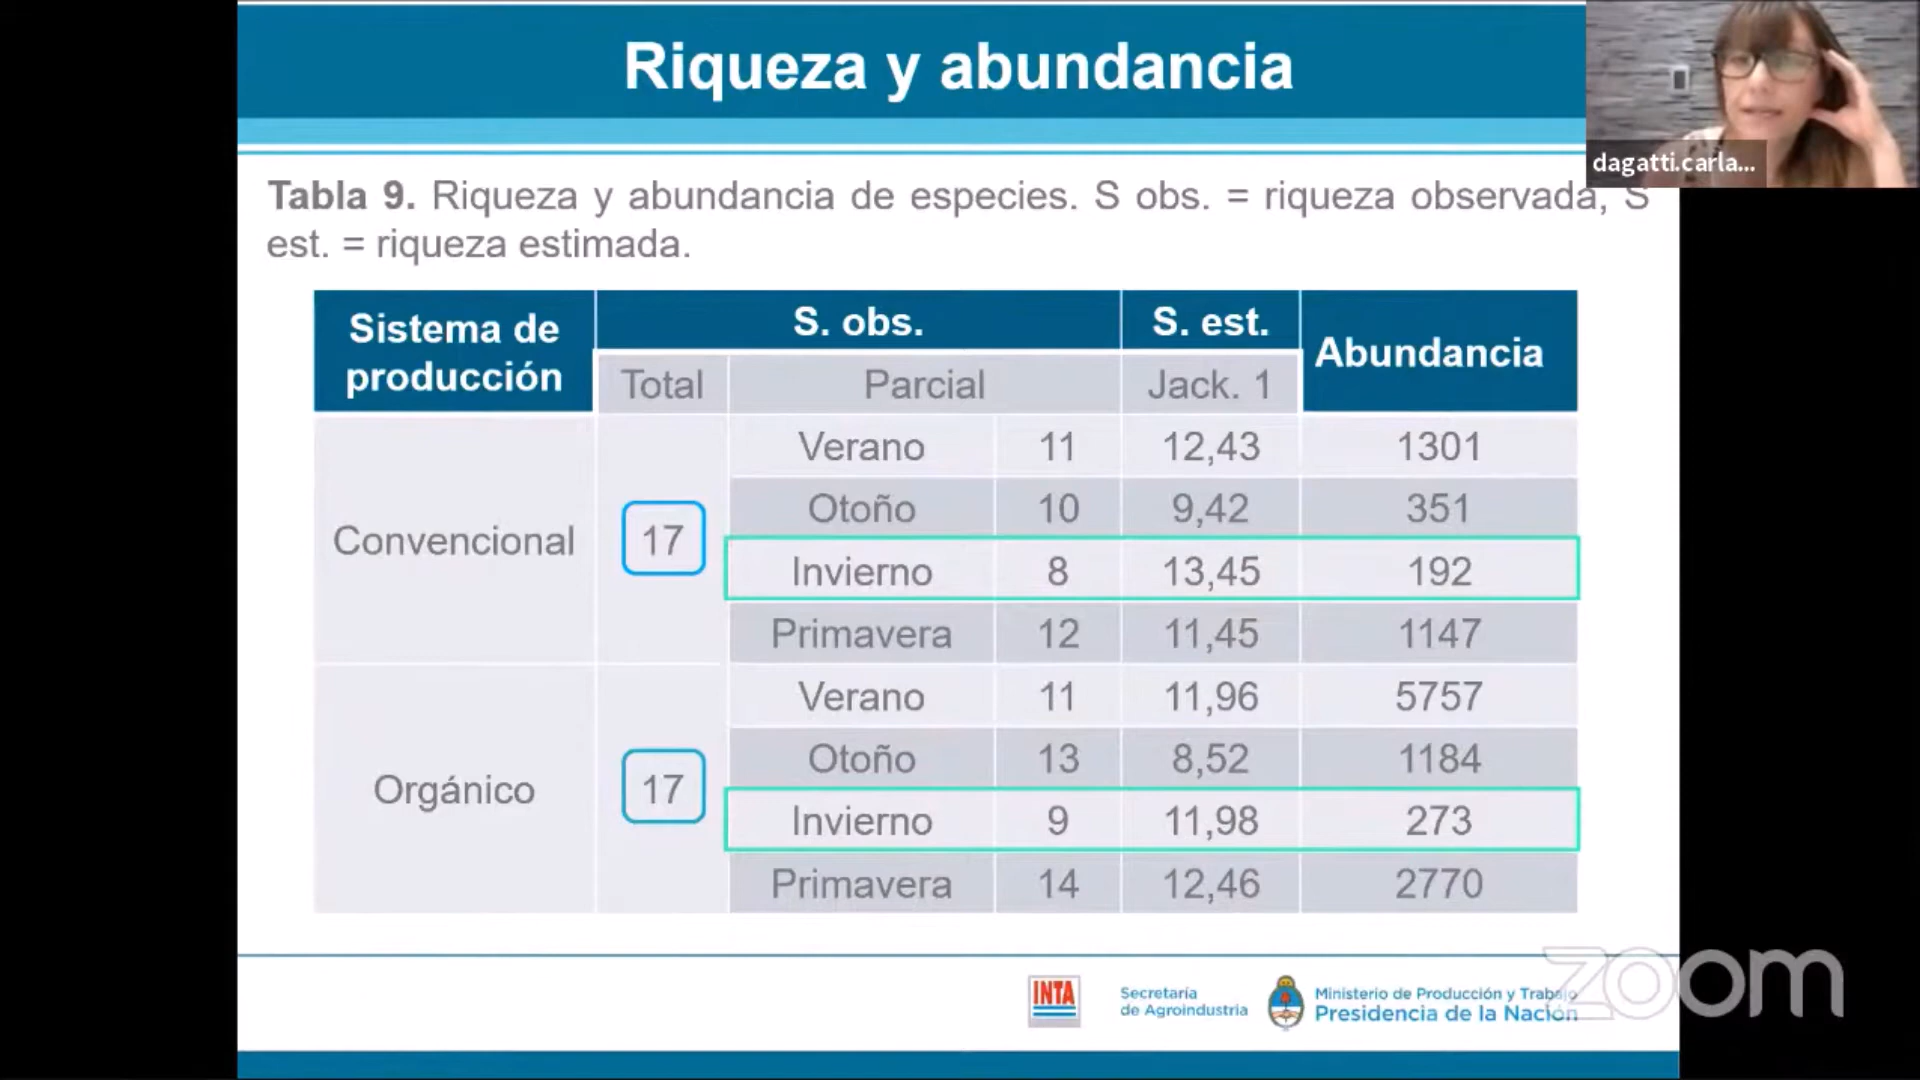 Riqueza y abundancia
dagatti.carla...
Tabla 9. Riqueza y abundancia de especies. S obs. = riqueza observada, S
est. = riqueza estimada.
Sistema de producción S. obs. S. est. Abundancia
Total Parcial Jack. 1
Convencional 17 Verano 11 12,43 1301
Otoño 10 9,42 351
Invierno 8 13,45 192
Primavera 12 11,45 1147
Orgánico 17 Verano 11 11,96 5757
Otoño 13 8,52 1184
Invierno 9 11,98 273
Primavera 14 12,46 2770
INTA
Secretaría
de Agroindustria
Ministerio de Producción y Trabajo
Presidencia de la Nación
zoom